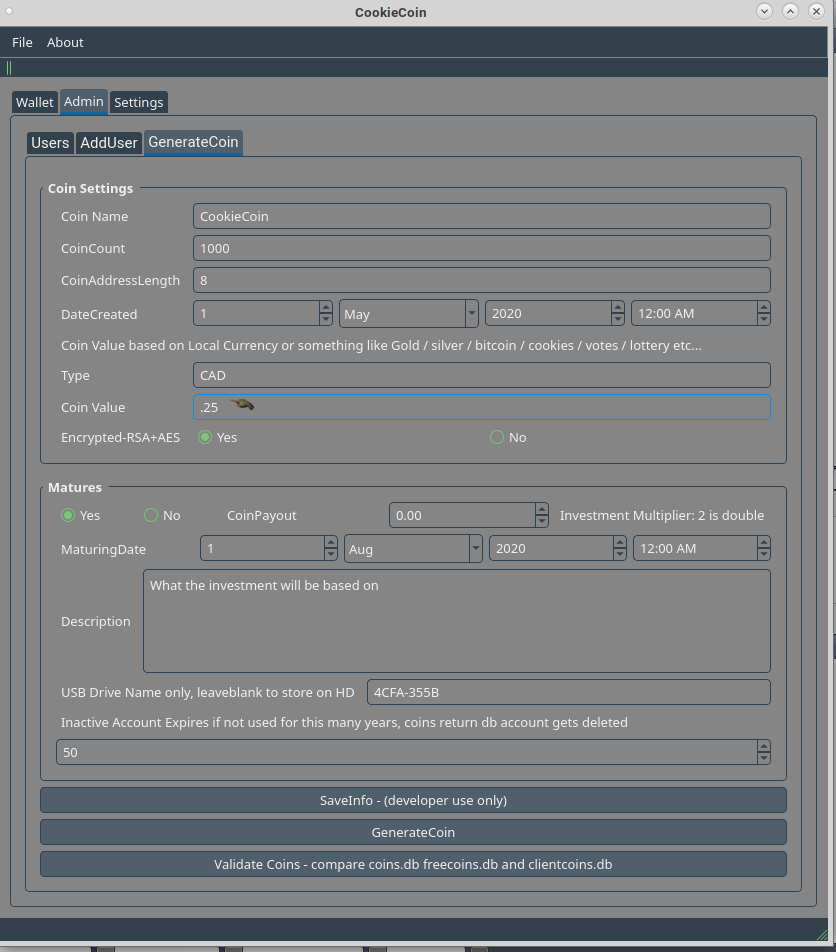 CookieCoin
File About
Wallet Admin Settings
Users AddUser GenerateCoin
Coin Settings
Coin Name CookieCoin
CoinCount 1000
CoinAddressLength 8
DateCreated 1 May 2020 12:00 AM
Coin Value based on Local Currency or something like Gold / silver / bitcoin / cookies / votes / lottery etc...
Type CAD
Coin Value .25
Encrypted-RSA+AES Yes No
Matures
Yes No CoinPayout 0.00 Investment Multiplier: 2 is double
MaturingDate 1 Aug 2020 12:00 AM
What the investment will be based on
Description
USB Drive Name only, leaveblank to store on HD 4CFA-355B
Inactive Account Expires if not used for this many years, coins return db account gets deleted
50
SaveInfo - (developer use only)
GenerateCoin
Validate Coins - compare coins.db freecoins.db and clientcoins.db